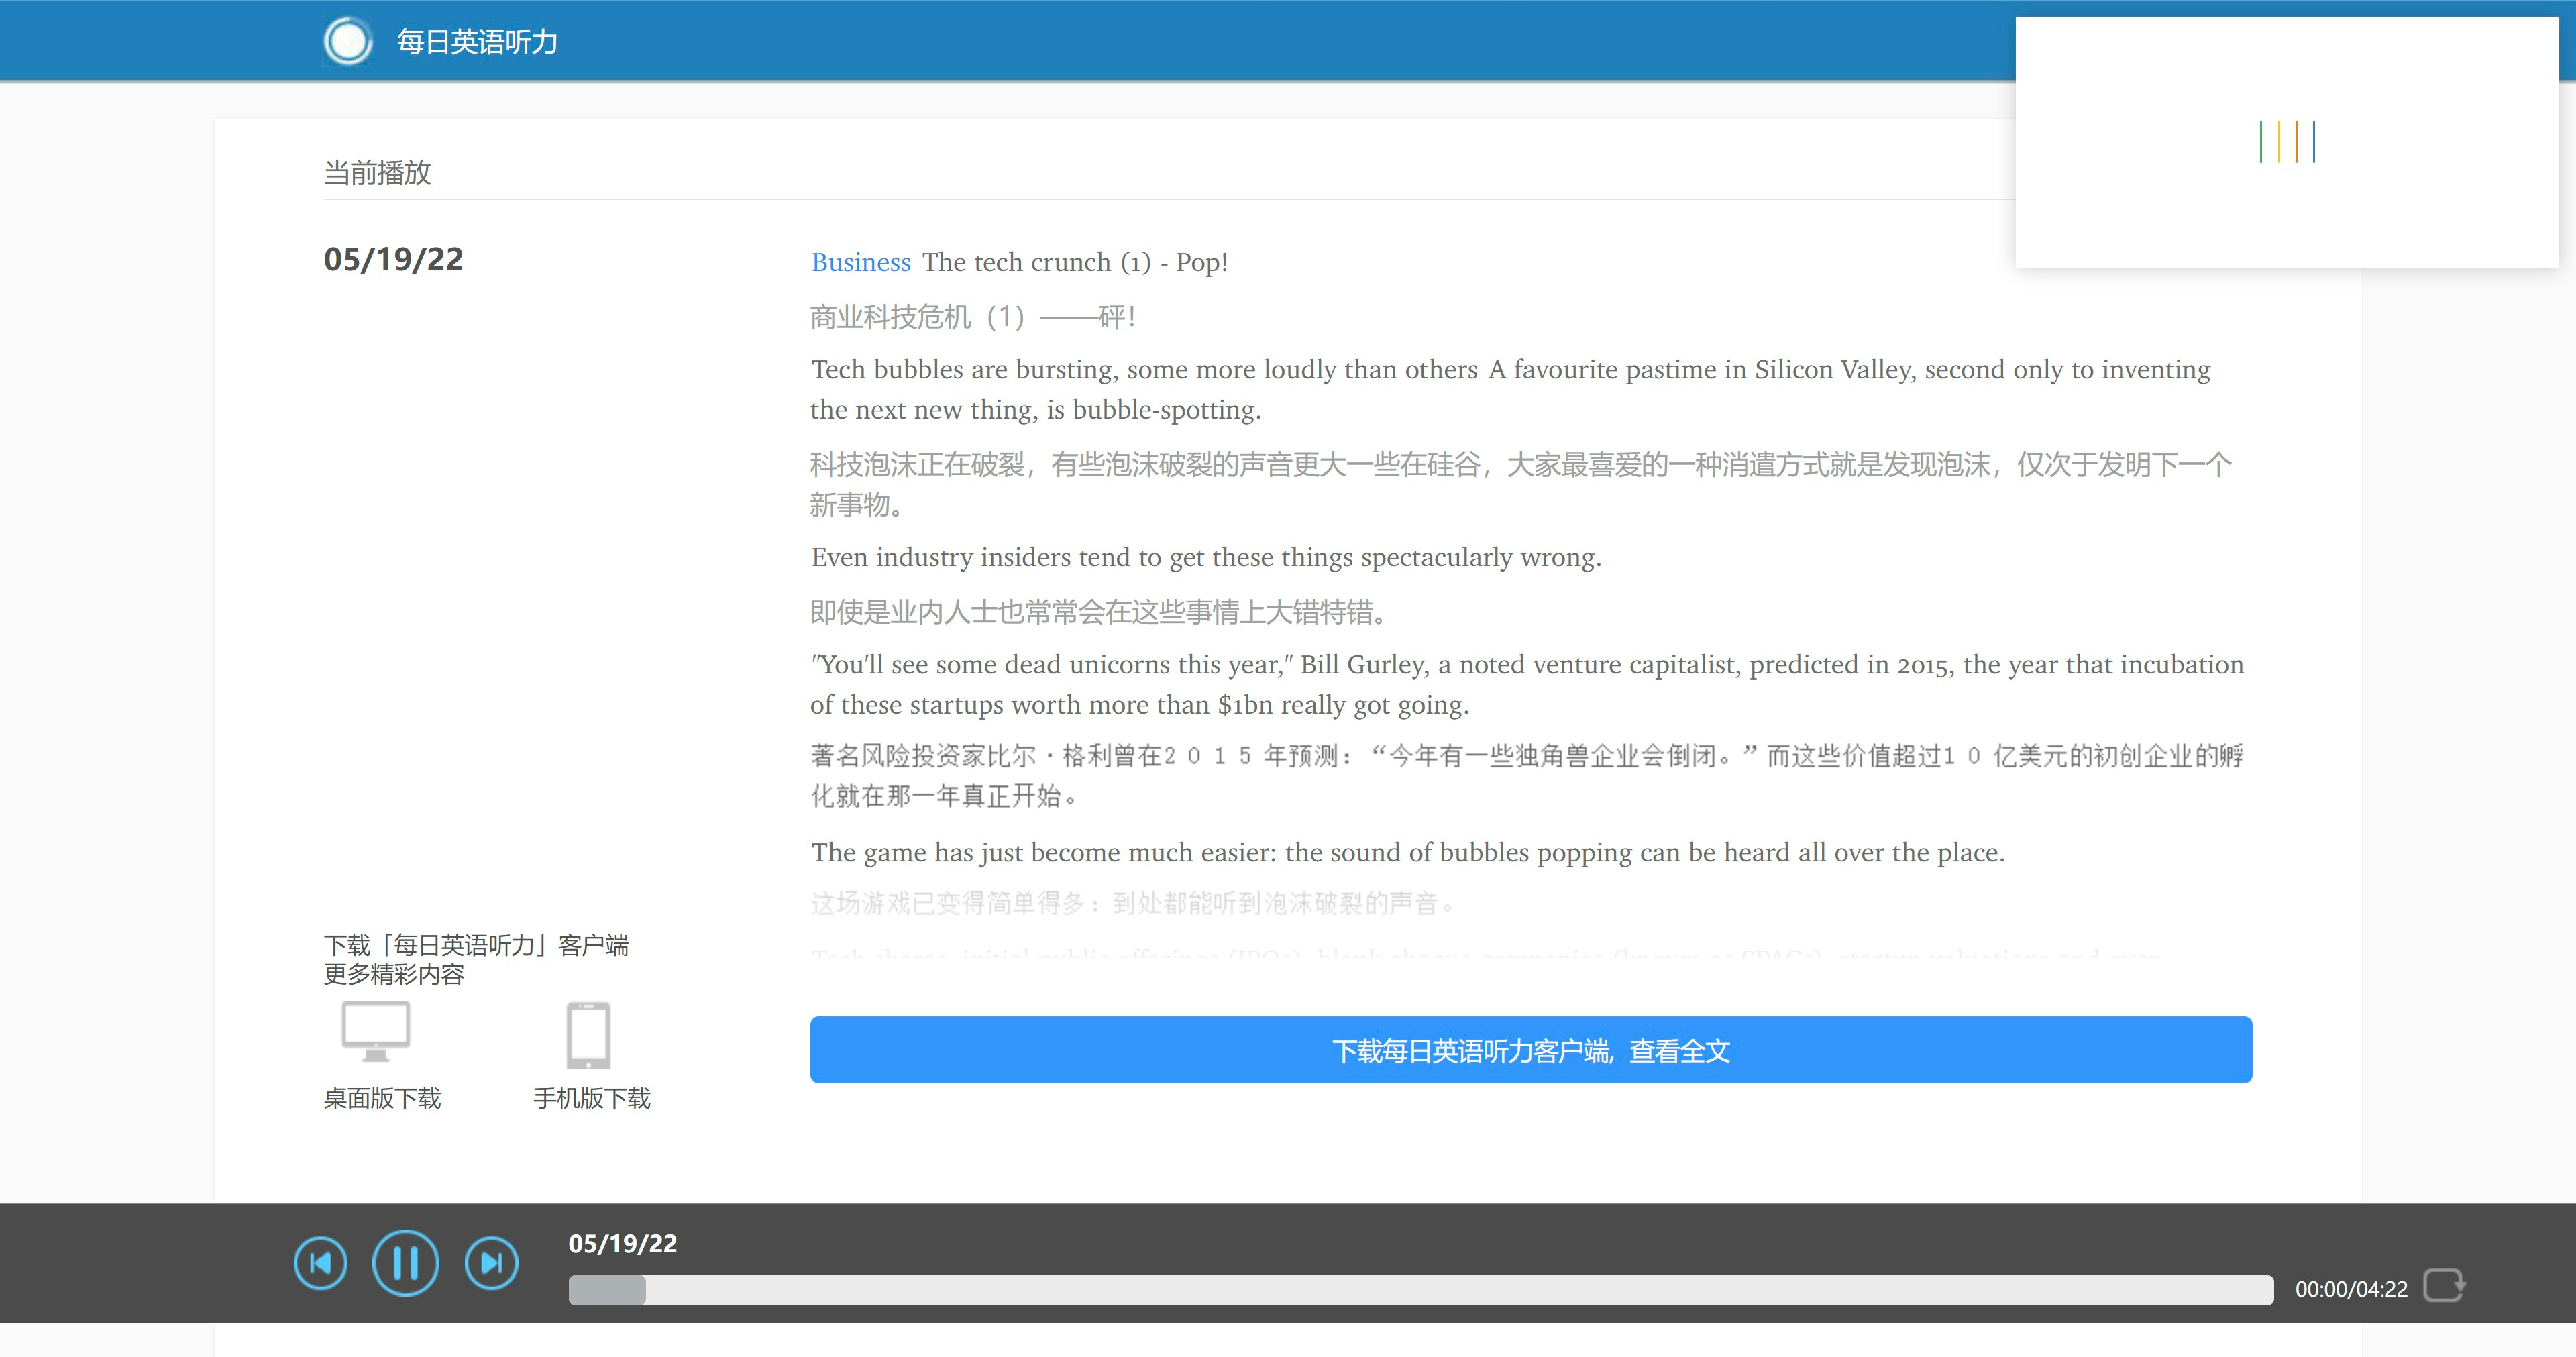 每日英语听力
当前播放
05/19/22
Business The tech crunch (1) - Pop!
商业科技危机（1）——砰！
Tech bubbles are bursting, some more loudly than others A favourite pastime in Silicon Valley, second only to inventing
the next new thing, is bubble-spotting.
科技泡沫正在破裂，有些泡沫破裂的声音更大一些在硅谷，大家最喜爱的一种消遣方式就是发现泡沫，仅次于发明下一个
新事物。
Even industry insiders tend to get these things spectacularly wrong.
即使是业内人士也常常会在这些事情上大错特错。
"You'll see some dead unicorns this year," Bill Gurley, a noted venture capitalist, predicted in 2015, the year that incubation
of these startups worth more than $1bn really got going.
著名风险投资家比尔·格利曾在2015年预测：“今年有一些独角兽企业会倒闭。”而这些价值超过10亿美元的初创企业的孵
化就在那一年真正开始。
The game has just become much easier: the sound of bubbles popping can be heard all over the place.
这场游戏已变得简单得多：到处都能听到泡沫破裂的声音。
Tech shares, initial public offerings (IPOs), blank-cheque companies (known as SPACs), startup valuations and even
下载「每日英语听力」客户端
更多精彩内容
桌面版下载
手机版下载
下载每日英语听力客户端，查看全文
05/19/22
00:00/04:22